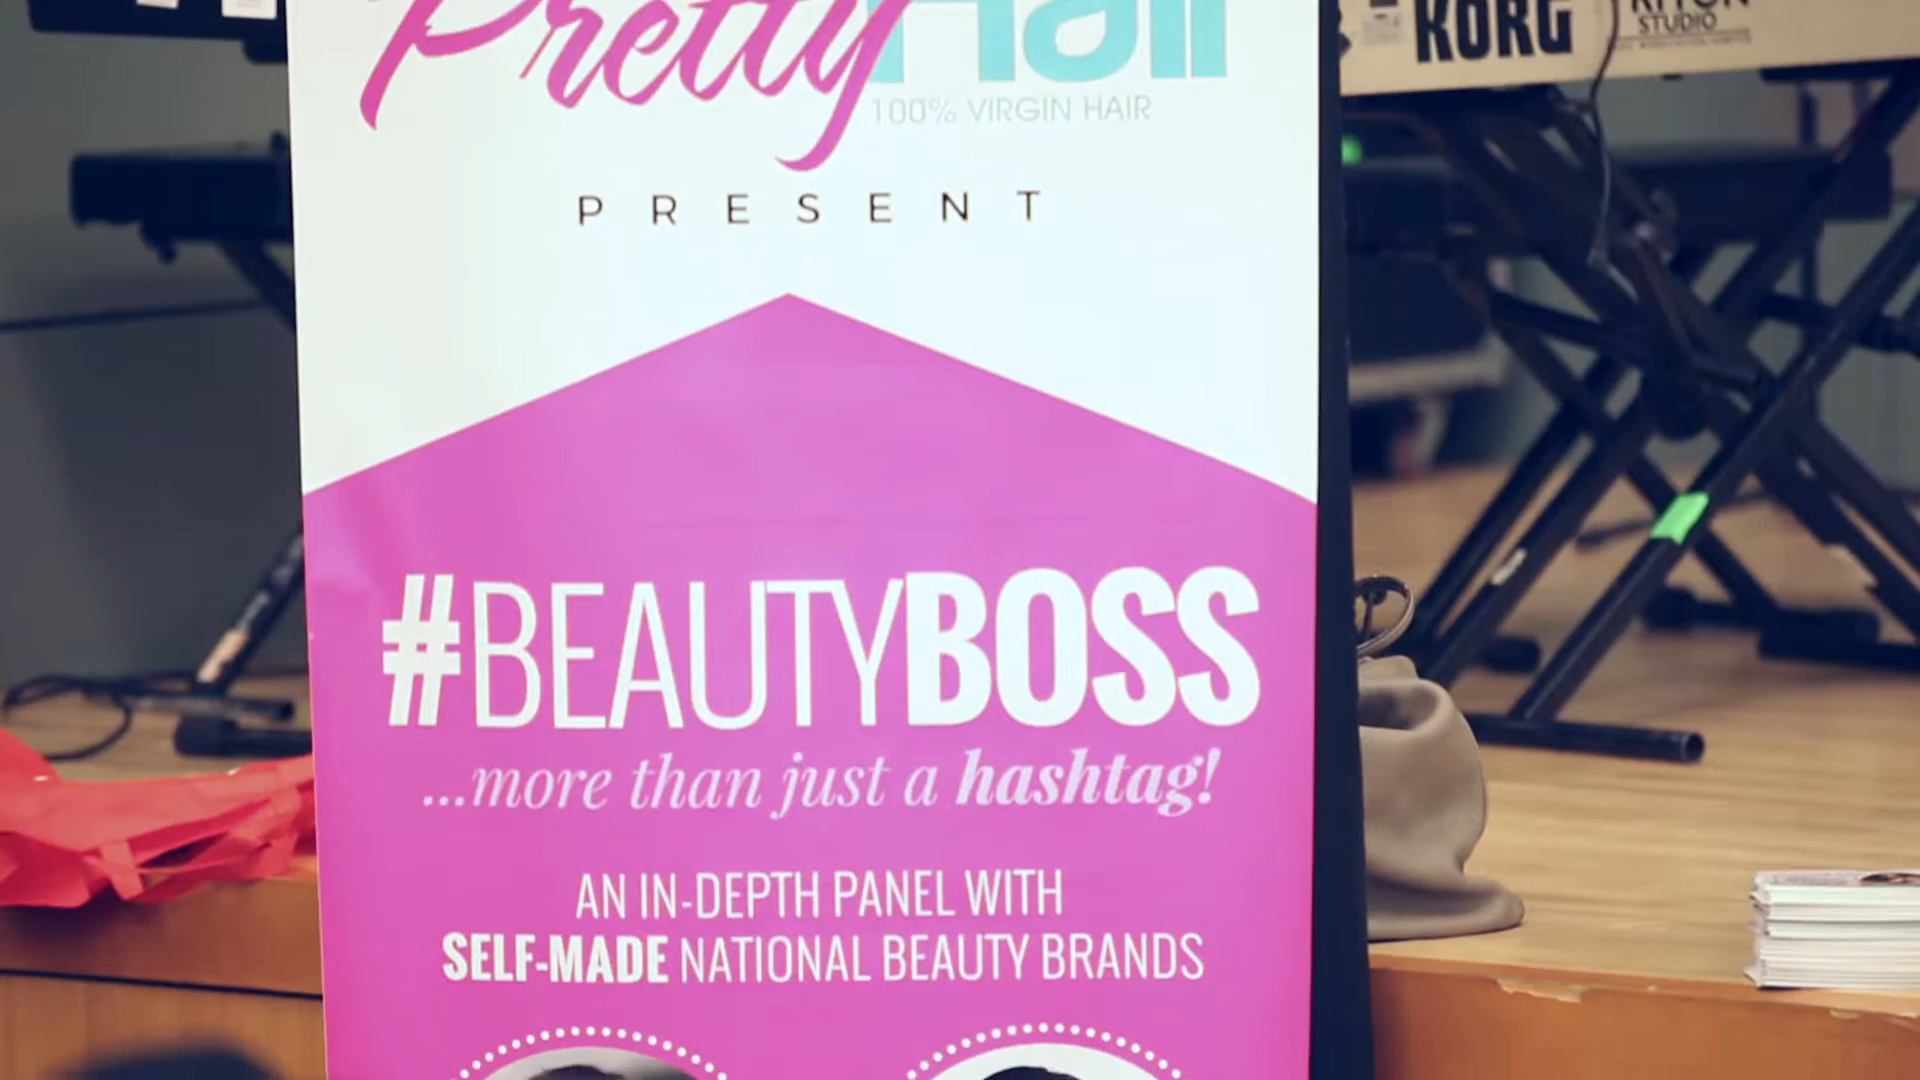 Pretty Hair
100% VIRGIN HAIR
PRESENT
#BEAUTYBOSS
...more than just a hashtag!
AN IN-DEPTH PANEL WITH
SELF-MADE NATIONAL BEAUTY BRANDS
KORG
STUDIO